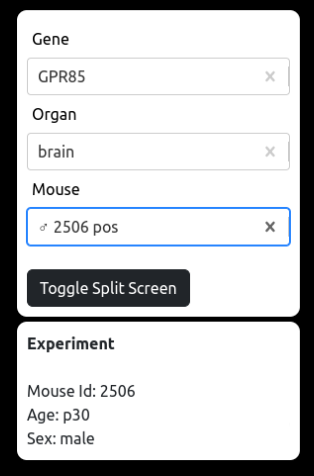 Gene
GPR85
Organ
brain
Mouse
♂ 2506 pos
Toggle Split Screen
Experiment
Mouse Id: 2506
Age: p30
Sex: male